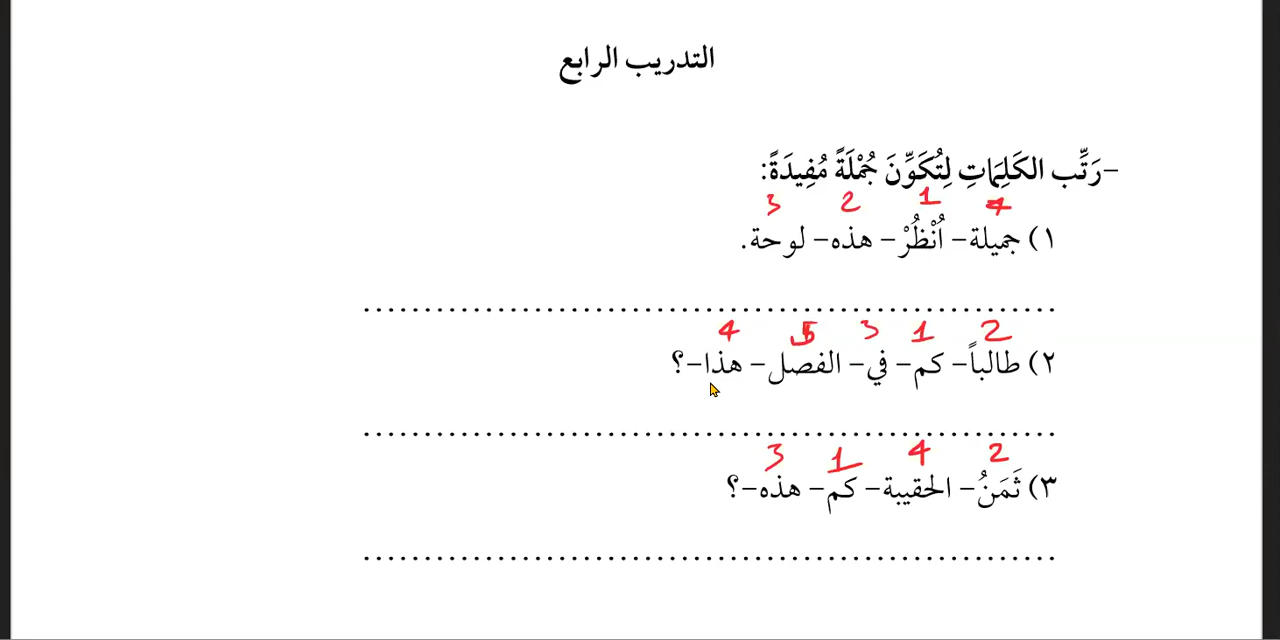 التدريب الرابع
-رَتِّب الكَلِمَاتِ لِتُكَوِّنَ جُمْلَةً مُفِيدَةً:
4 1 2 3
١) جميلة- اُنْظُرْ - هذه- لوحة.
2 1 3 5 4
٢) طالباً- كم- في- الفصل- هذا-؟
2 4 1 3
٣) ثَمَنُ- الحقيبة- كم- هذه-؟